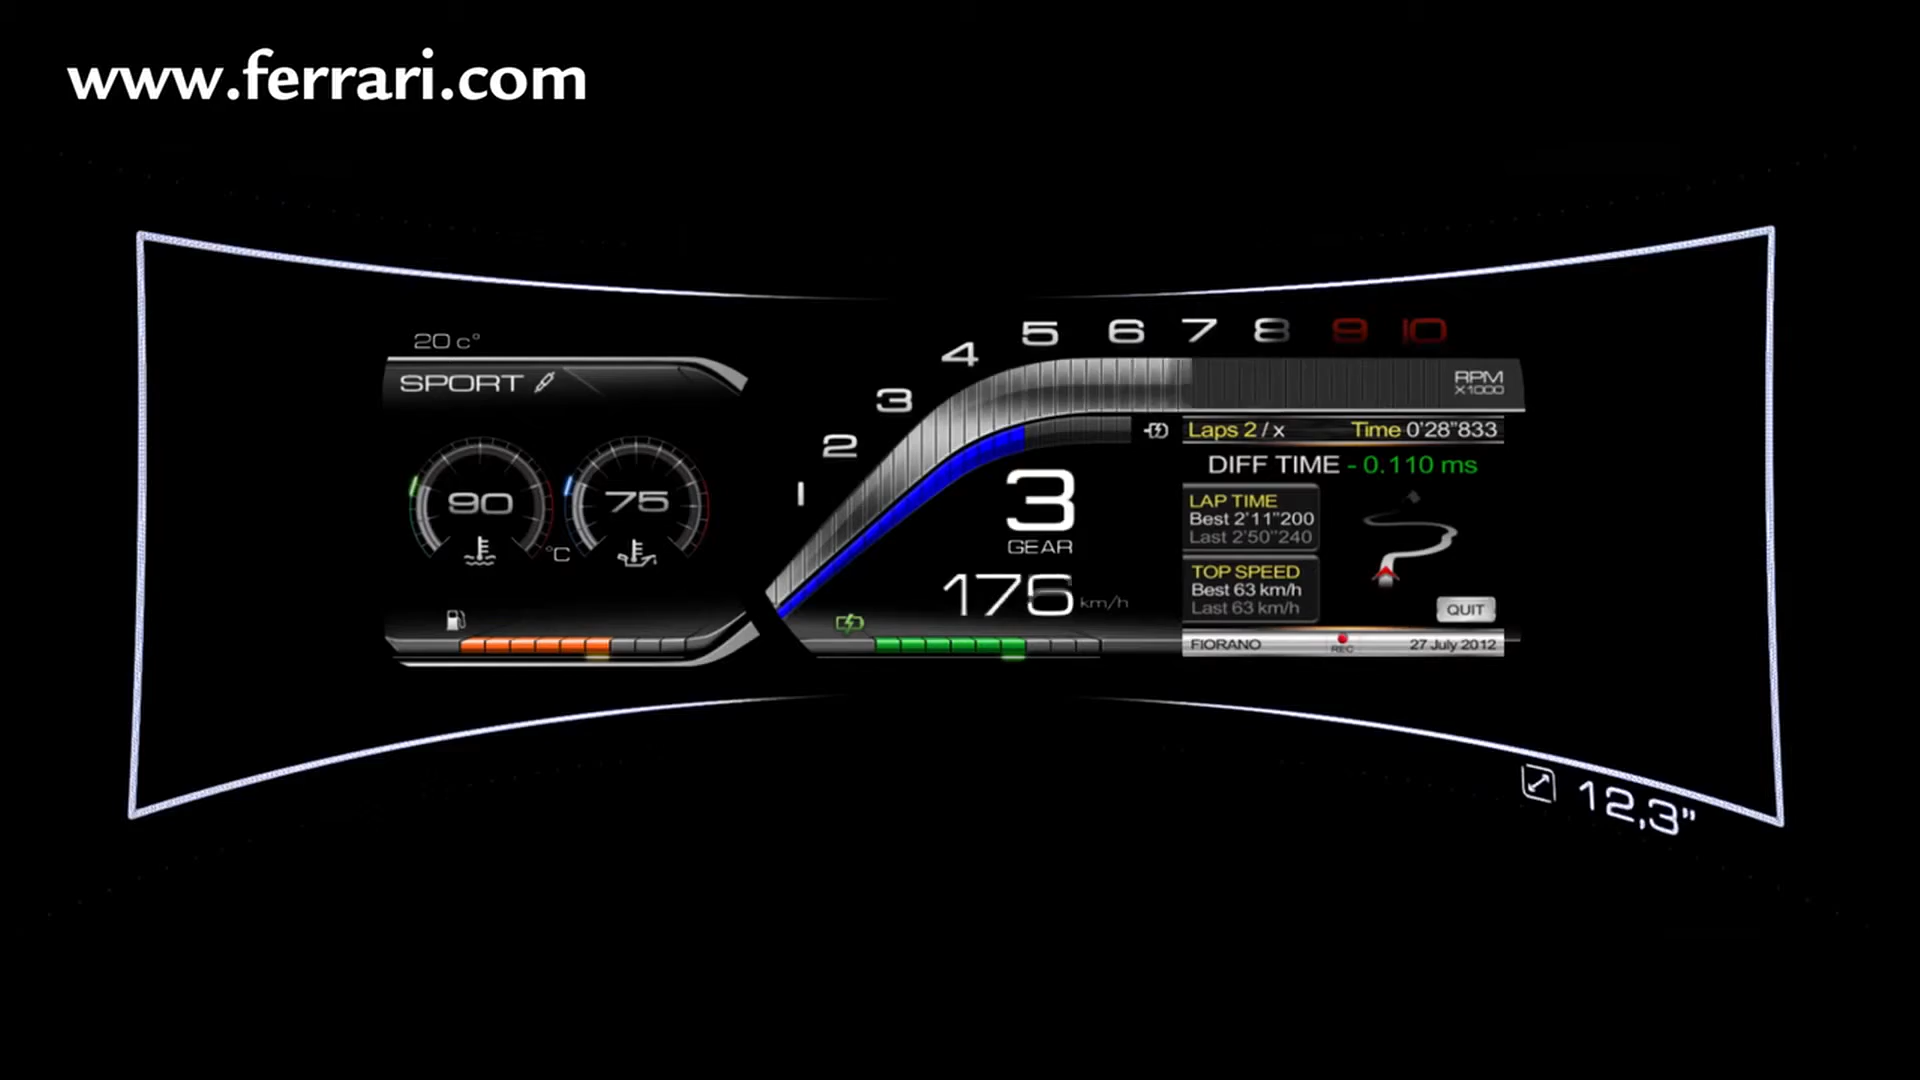 www.ferrari.com
20 c°
SPORT
90
75
°C
1
2
3
4
5
6
7
8
9
10
RPM
X1000
3
GEAR
175 km/h
Laps 2 / x Time 0'28"833
DIFF TIME - 0.110 ms
LAP TIME
Best 2'11"200
Last 2'50"240
TOP SPEED
Best 63 km/h
Last 63 km/h
QUIT
FIORANO REC 27 July 2012
12,3"